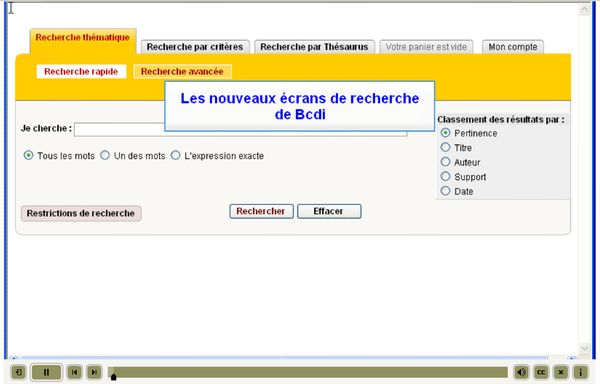 Recherche thématique
Recherche par critères
Recherche par Thésaurus
Votre panier est vide
Mon compte
Recherche rapide
Recherche avancée
Les nouveaux écrans de recherche
de Bcdi
Je cherche :
Classement des résultats par :
Tous les mots
Un des mots
L'expression exacte
Pertinence
Titre
Auteur
Support
Date
Restrictions de recherche
Rechercher
Effacer
CC
i